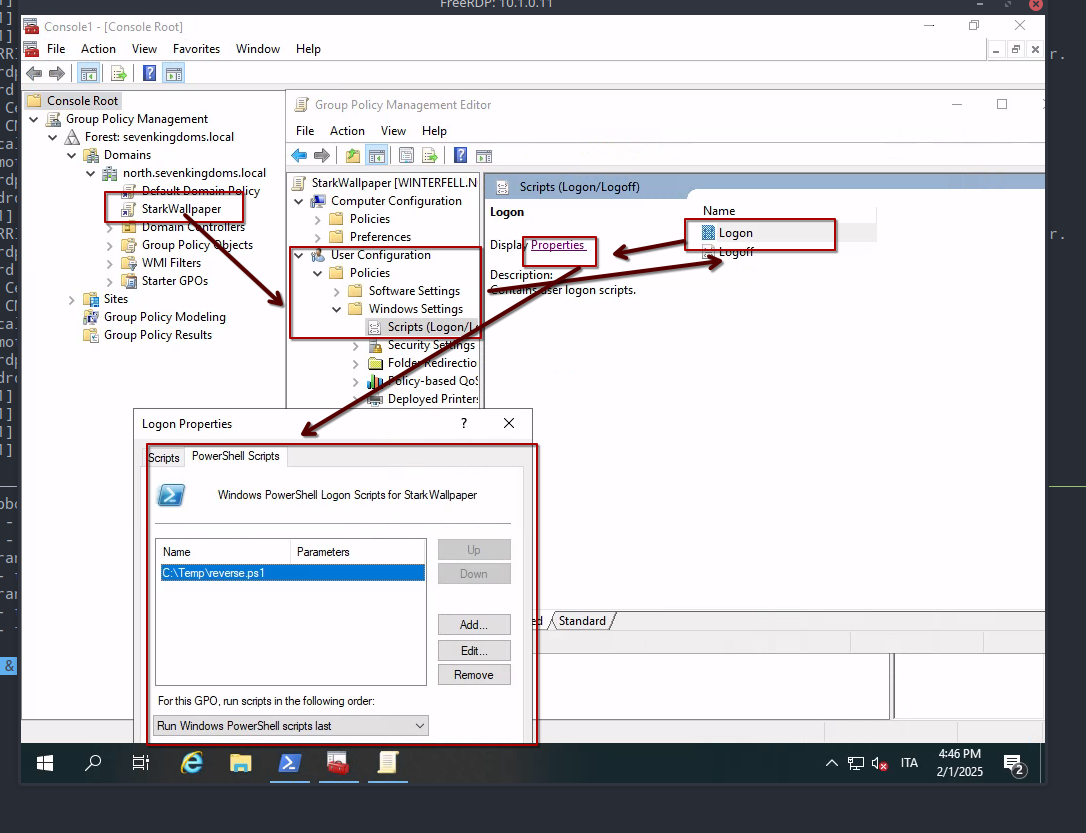 FreeRDP: 10.1.0.11
Console1 - [Console Root]
File Action View Favorites Window Help
Console Root
Group Policy Management
Forest: sevenkingdoms.local
Domains
north.sevenkingdoms.local
Default Domain Policy
StarkWallpaper
Domain Controllers
Group Policy Objects
WMI Filters
Starter GPOs
Sites
Group Policy Modeling
Group Policy Results
Group Policy Management Editor
File Action View Help
StarkWallpaper [WINTERFELL.N
Computer Configuration
Policies
Preferences
User Configuration
Policies
Software Settings
Windows Settings
Scripts (Logon/L
Security Settings
Folder Redirectio
Policy-based QoS
Deployed Printers
Scripts (Logon/Logoff)
Logon
Display Properties
Description:
Contains user logon scripts.
Name
Logon
Logoff
Standard
Logon Properties
?
Scripts PowerShell Scripts
Windows PowerShell Logon Scripts for StarkWallpaper
Name Parameters
C:\Temp\reverse.ps1
Up
Down
Add...
Edit...
Remove
For this GPO, run scripts in the following order:
Run Windows PowerShell scripts last
ITA
4:46 PM
2/1/2025
2